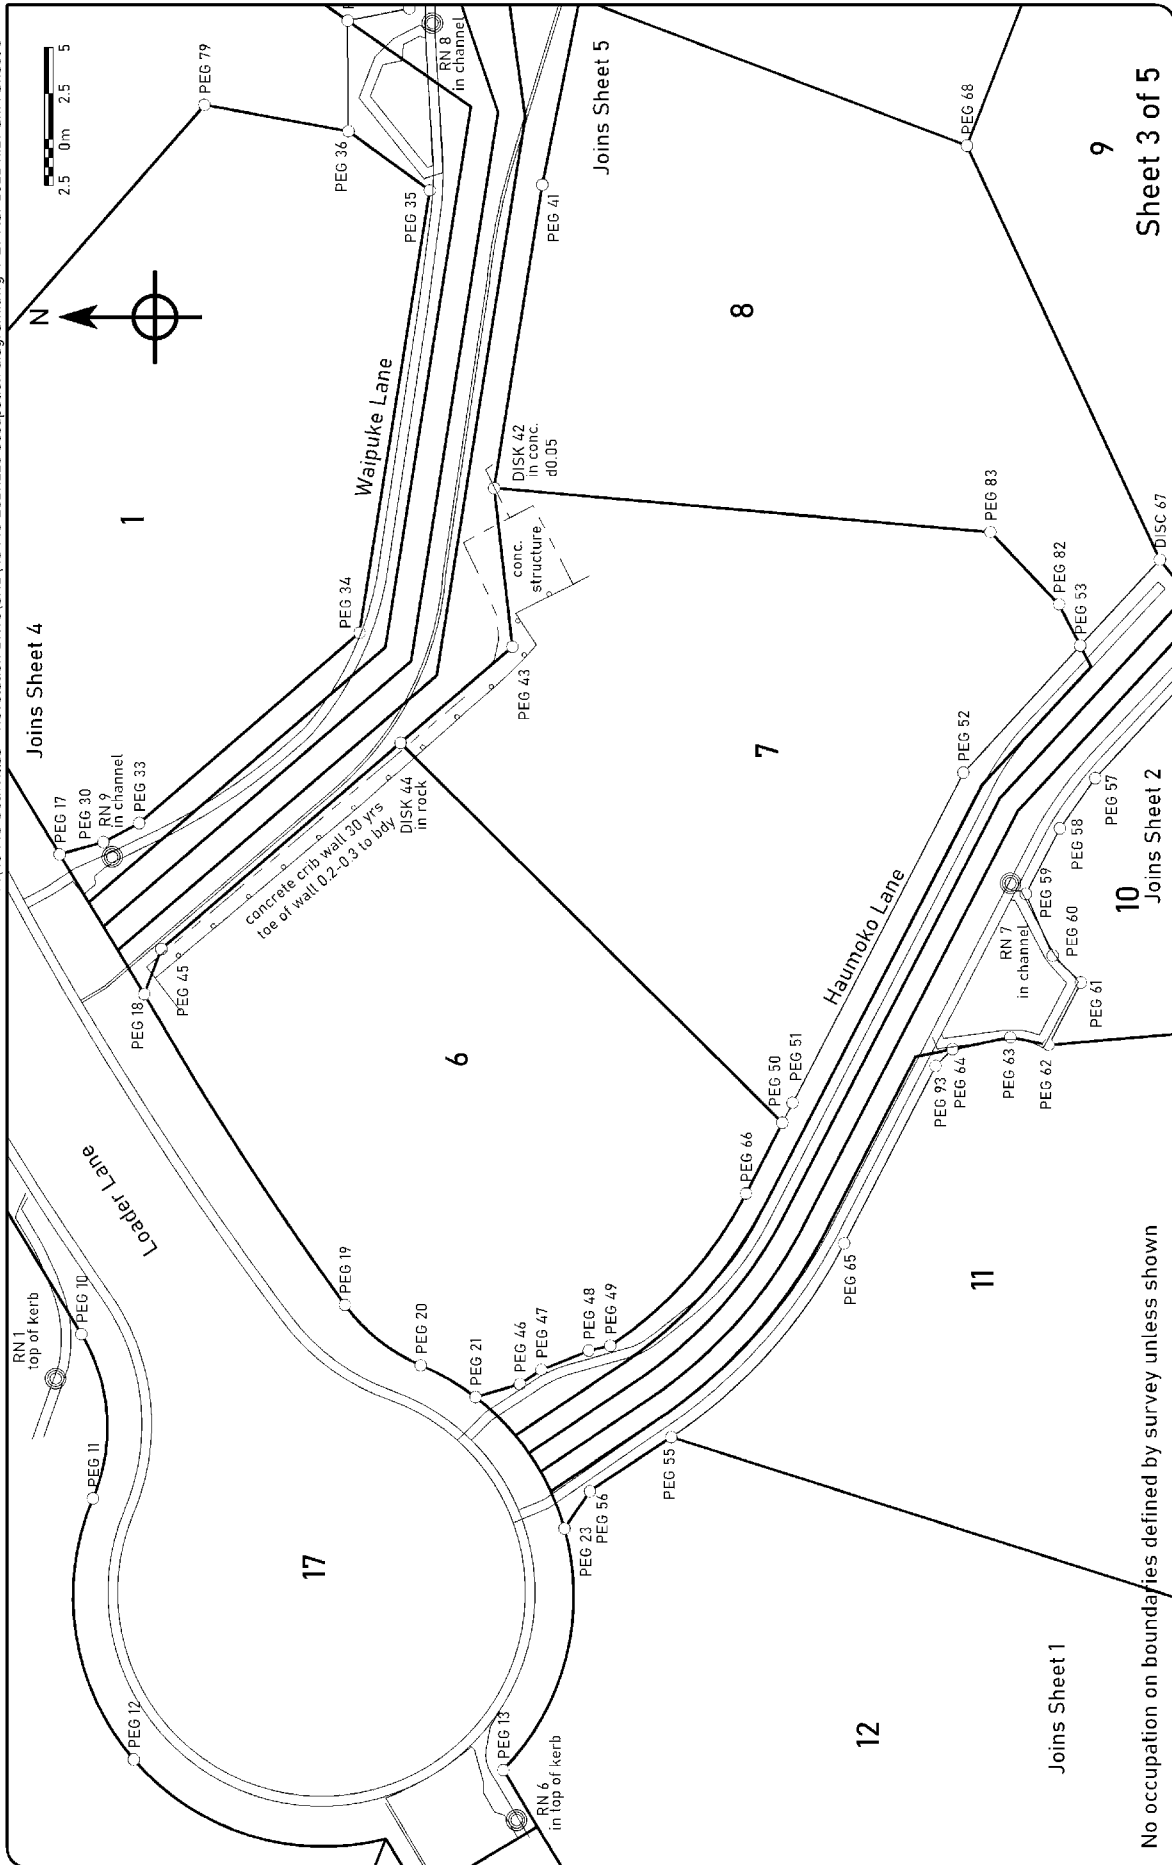 Joins Sheet 4
N
2.5 0m 2.5 5
PEG 79
PEG 36
PEG 35
RN 8
in channel
1
Waipuke Lane
PEG 34
PEG 17
PEG 30
RN 9
in channel
PEG 33
Joins Sheet 5
PEG 41
PEG 68
9
Sheet 3 of 5
8
DISK 42
in conc.
d0.05
conc.
structure
PEG 43
DISK 44
in rock
concrete crib wall 30 yrs
toe of wall 0.2-0.3 to bdy
PEG 45
PEG 18
PEG 83
PEG 82
PEG 53
DISC 67
7
PEG 52
PEG 57
PEG 58
PEG 59
PEG 60
PEG 61
10
Joins Sheet 2
RN 7
in channel
Haumoko Lane
PEG 62
PEG 63
PEG 64
PEG 93
6
PEG 50
PEG 51
PEG 66
PEG 65
11
Loader Lane
PEG 19
PEG 20
PEG 21
PEG 46
PEG 47
PEG 48
PEG 49
RN 1
top of kerb
PEG 10
PEG 11
PEG 12
17
PEG 23
PEG 56
PEG 55
PEG 13
RN 6
in top of kerb
12
Joins Sheet 1
No occupation on boundaries defined by survey unless shown